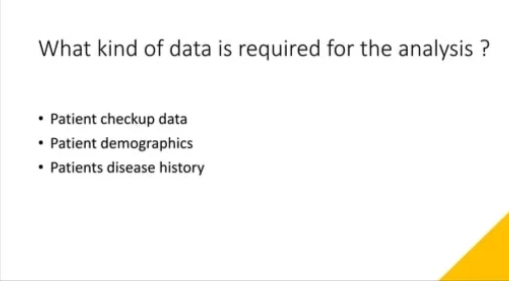 What kind of data is required for the analysis ?
• Patient checkup data
• Patient demographics
• Patients disease history